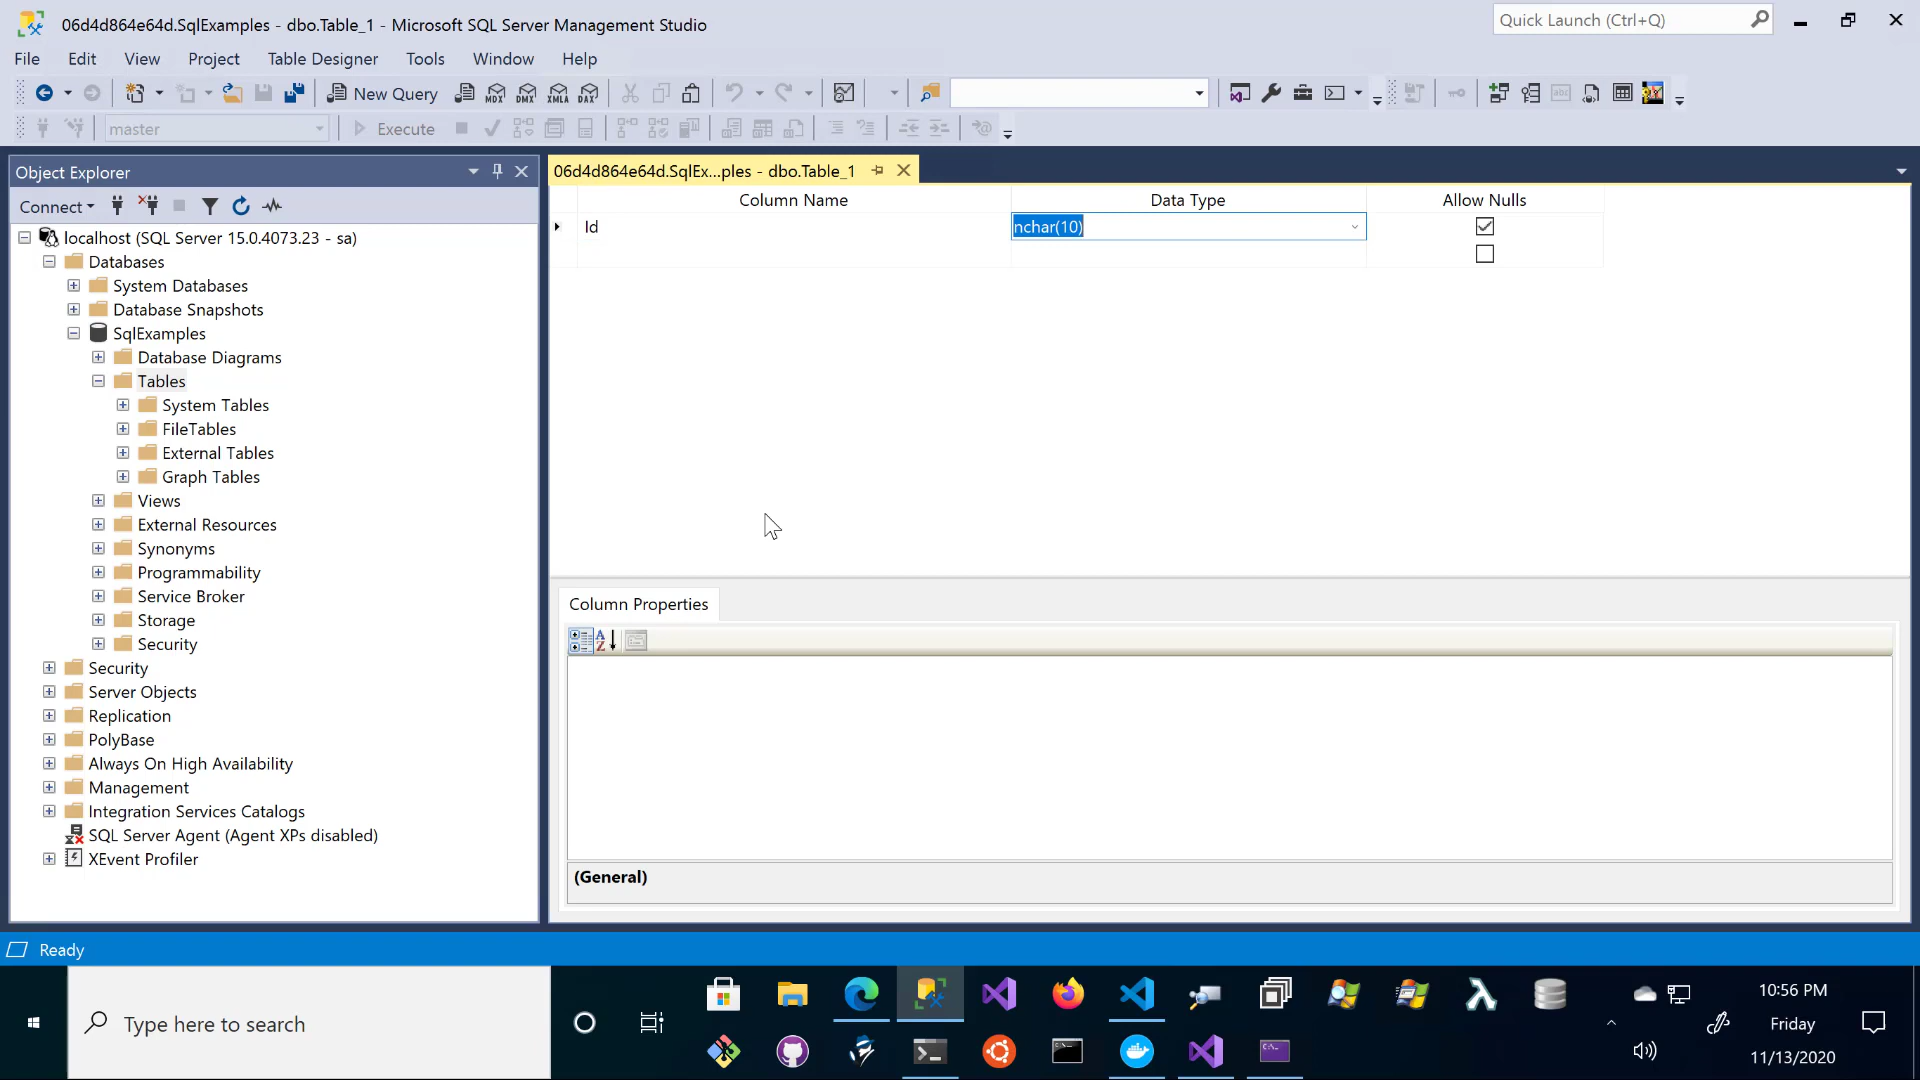 06d4d864e64d.SqlExamples - dbo.Table_1 - Microsoft SQL Server Management Studio
Quick Launch (Ctrl+Q)
File Edit View Project Table Designer Tools Window Help
New Query MDX DMX XMLA DAX
master Execute
Object Explorer
Connect
localhost (SQL Server 15.0.4073.23 - sa)
Databases
System Databases
Database Snapshots
SqlExamples
Database Diagrams
Tables
System Tables
FileTables
External Tables
Graph Tables
Views
External Resources
Synonyms
Programmability
Service Broker
Storage
Security
Security
Server Objects
Replication
PolyBase
Always On High Availability
Management
Integration Services Catalogs
SQL Server Agent (Agent XPs disabled)
XEvent Profiler
06d4d864e64d.SqlEx...ples - dbo.Table_1
Column Name Data Type Allow Nulls
Id nchar(10)
Column Properties
(General)
Ready
Type here to search
10:56 PM
Friday
11/13/2020